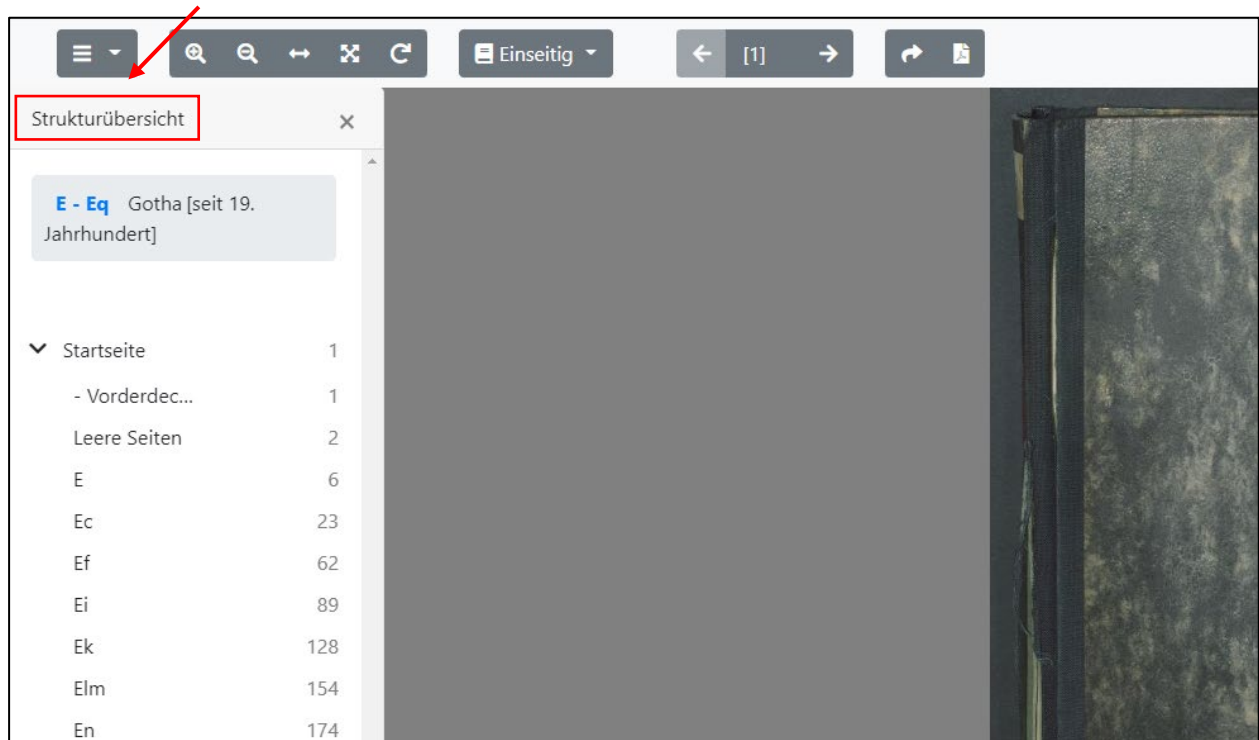 Einseitig
[1]
Strukturübersicht
E - Eq Gotha [seit 19.
Jahrhundert]
Startseite 1
- Vorderdec... 1
Leere Seiten 2
E 6
Ec 23
Ef 62
Ei 89
Ek 128
Elm 154
En 174